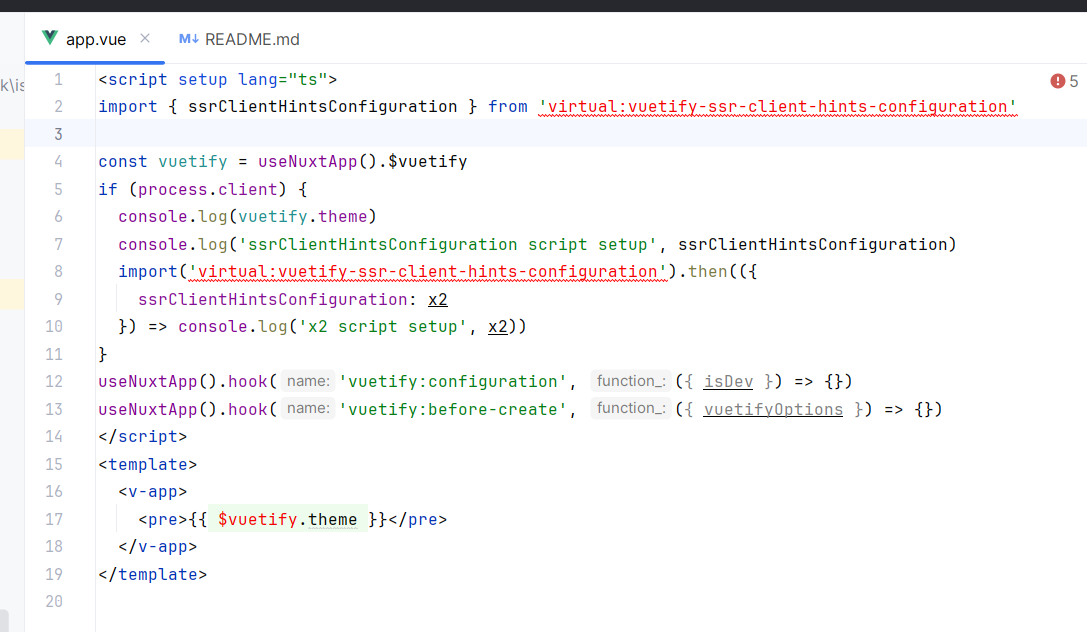 app.vue
M↓ README.md
k\is
5
1 <script setup lang="ts">
2 import { ssrClientHintsConfiguration } from 'virtual:vuetify-ssr-client-hints-configuration'
3
4 const vuetify = useNuxtApp().$vuetify
5 if (process.client) {
6   console.log(vuetify.theme)
7   console.log('ssrClientHintsConfiguration script setup', ssrClientHintsConfiguration)
8   import('virtual:vuetify-ssr-client-hints-configuration').then(({
9     ssrClientHintsConfiguration: x2
10   }) => console.log('x2 script setup', x2))
11 }
12 useNuxtApp().hook( name: 'vuetify:configuration', function_: ({ isDev }) => {})
13 useNuxtApp().hook( name: 'vuetify:before-create', function_: ({ vuetifyOptions }) => {})
14 </script>
15 <template>
16   <v-app>
17     <pre>{{ $vuetify.theme }}</pre>
18   </v-app>
19 </template>
20